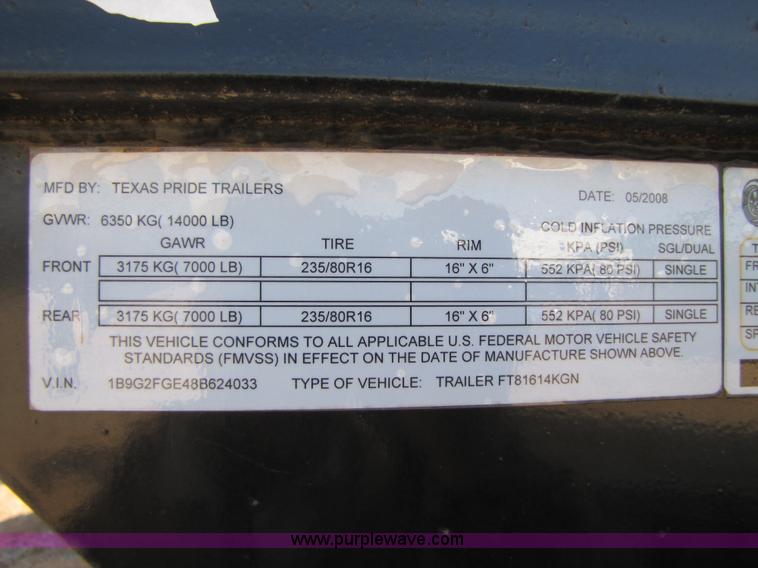 MFD BY: TEXAS PRIDE TRAILERS DATE: 05/2008
GVWR: 6350 KG( 14000 LB) COLD INFLATION PRESSURE
GAWR TIRE RIM KPA (PSI) SGL/DUAL
FRONT 3175 KG( 7000 LB) 235/80R16 16" X 6" 552 KPA( 80 PSI) SINGLE
REAR 3175 KG( 7000 LB) 235/80R16 16" X 6" 552 KPA( 80 PSI) SINGLE
THIS VEHICLE CONFORMS TO ALL APPLICABLE U.S. FEDERAL MOTOR VEHICLE SAFETY
STANDARDS (FMVSS) IN EFFECT ON THE DATE OF MANUFACTURE SHOWN ABOVE.
V.I.N. 1B9G2FGE48B624033 TYPE OF VEHICLE: TRAILER FT81614KGN
www.purplewave.com